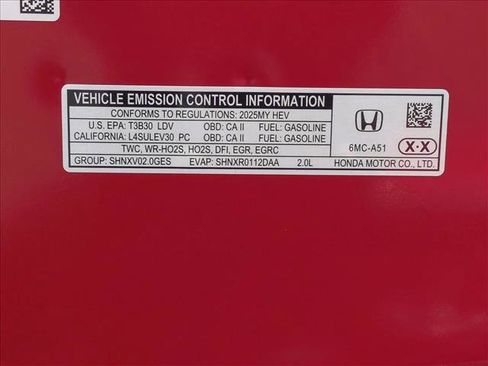 VEHICLE EMISSION CONTROL INFORMATION
CONFORMS TO REGULATIONS: 2025MY HEV
U.S. EPA: T3B30 LDV OBD: CA II FUEL: GASOLINE
CALIFORNIA: L4SULEV30 PC OBD: CA II FUEL: GASOLINE
TWC, WR-HO2S, HO2S, DFI, EGR, EGRC
GROUP: SHNXV02.0GES EVAP: SHNXR0112DAA 2.0L
6MC-A51 X·X
HONDA MOTOR CO., LTD.